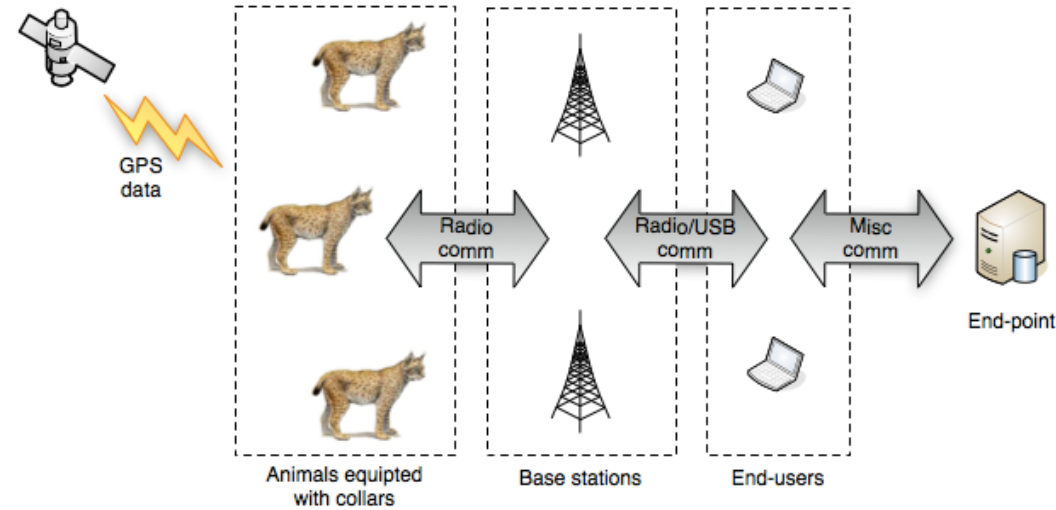 GPS
data
Radio
comm
Radio/USB
comm
Misc
comm
End-point
Animals equipted
with collars
Base stations
End-users